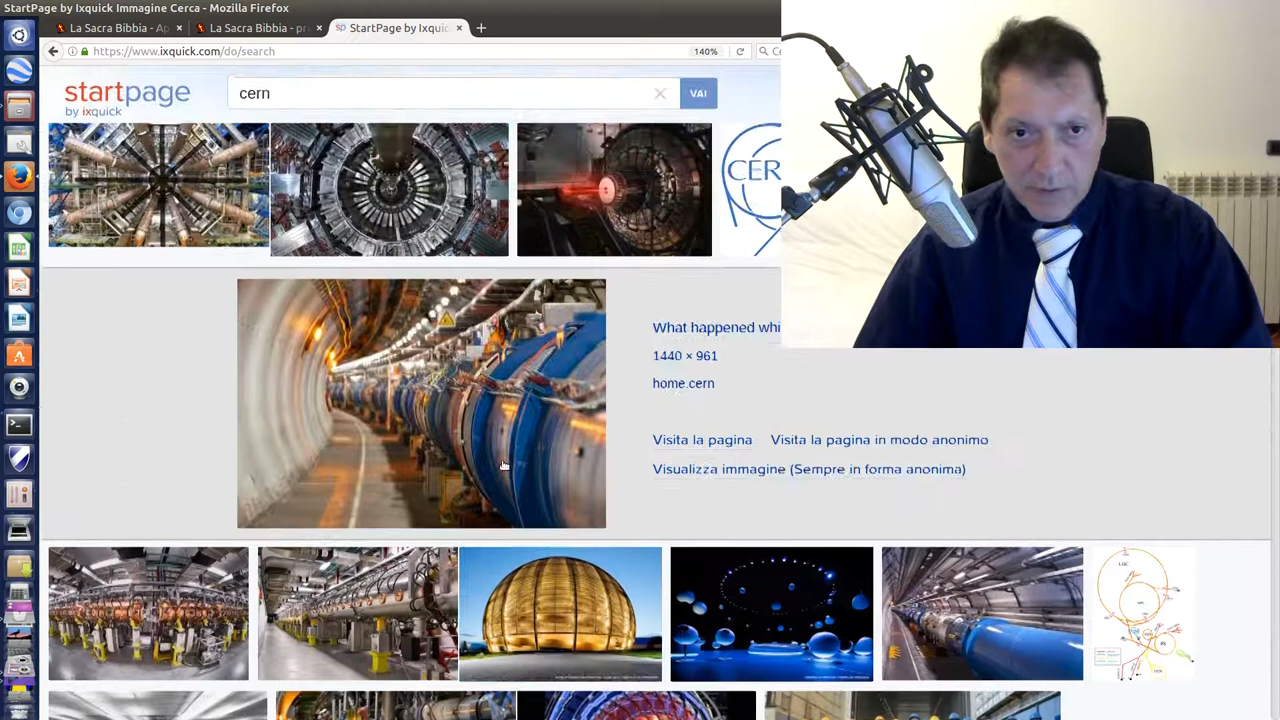 StartPage by Ixquick Immagine Cerca - Mozilla Firefox
La Sacra Bibbia - Ap
La Sacra Bibbia - pr
StartPage by Ixquic
https://www.ixquick.com/do/search
140%
startpage
by ixquick
cern
VAI
CER
What happened whi
1440 × 961
home.cern
Visita la pagina
Visita la pagina in modo anonimo
Visualizza immagine (Sempre in forma anonima)